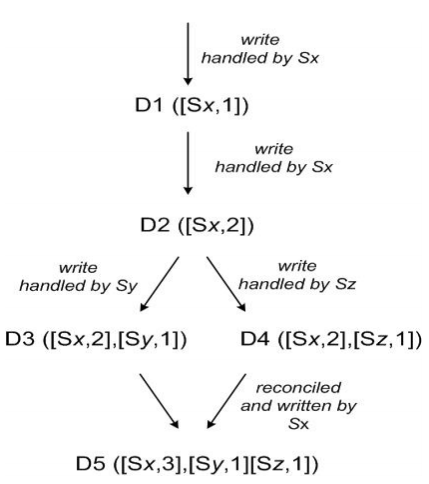 write
handled by Sx
D1 ([Sx,1])
write
handled by Sx
D2 ([Sx,2])
write
handled by Sy
write
handled by Sz
D3 ([Sx,2],[Sy,1])
D4 ([Sx,2],[Sz,1])
reconciled
and written by
Sx
D5 ([Sx,3],[Sy,1][Sz,1])